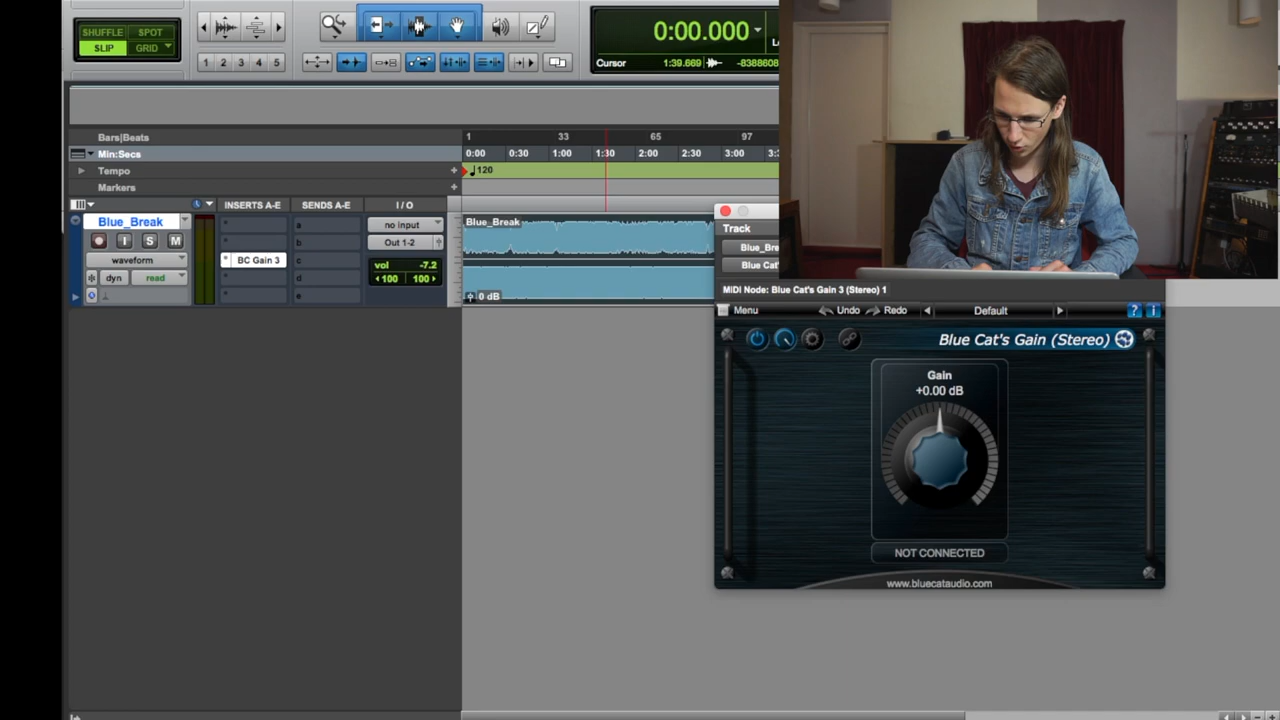 SHUFFLE SPOT
SLIP GRID
1 2 3 4 5
0:00.000
Cursor 1:39.669 -8388608
Bars|Beats 1 33 65 97
Min:Secs 0:00 0:30 1:00 1:30 2:00 2:30 3:00
Tempo 120
Markers
INSERTS A-E SENDS A-E I / O
Blue_Break a no input
I S M b Out 1-2
waveform BC Gain 3 c vol -7.2
dyn read d 100 100
e
Blue_Break
0 dB
Track
MIDI Node: Blue Cat's Gain 3 (Stereo) 1
Menu Undo Redo Default ? i
Blue Cat's Gain (Stereo)
Gain
+0.00 dB
NOT CONNECTED
www.bluecataudio.com